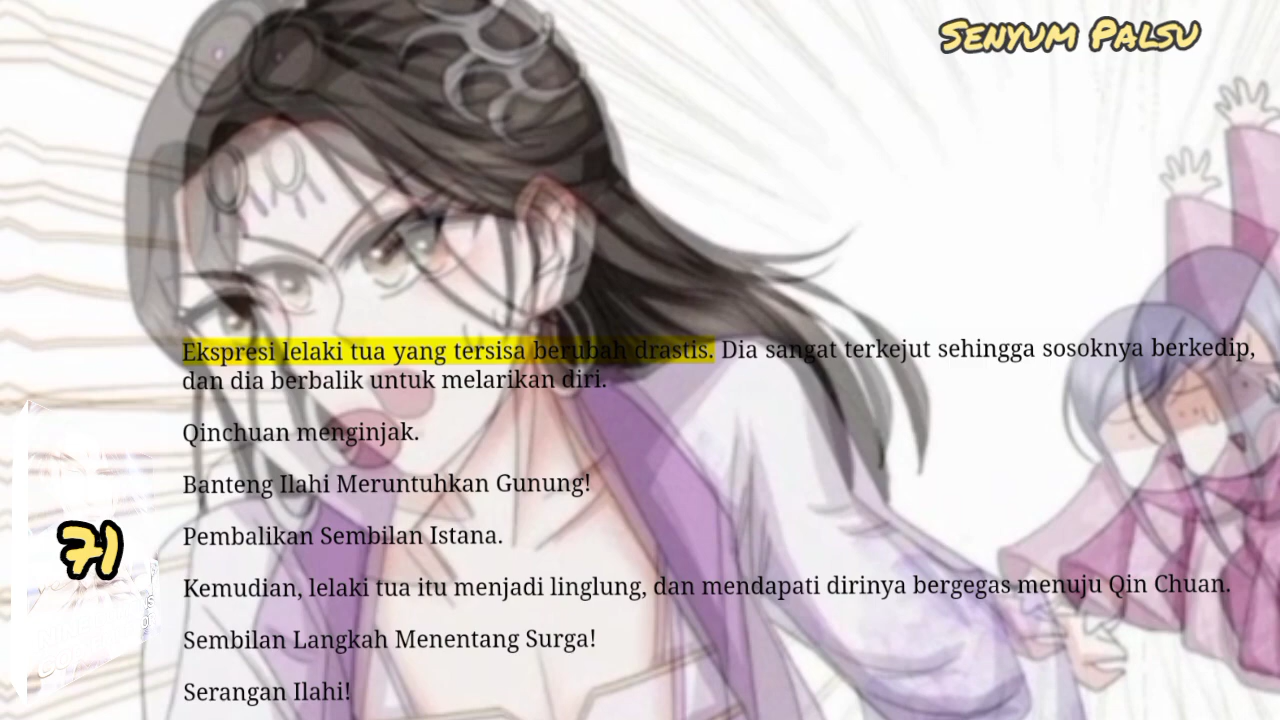 Senyum Palsu
Ekspresi lelaki tua yang tersisa berubah drastis. Dia sangat terkejut sehingga sosoknya berkedip,
dan dia berbalik untuk melarikan diri.
Qinchuan menginjak.
Banteng Ilahi Meruntuhkan Gunung!
71
Pembalikan Sembilan Istana.
Kemudian, lelaki tua itu menjadi linglung, dan mendapati dirinya bergegas menuju Qin Chuan.
Sembilan Langkah Menentang Surga!
Serangan Ilahi!